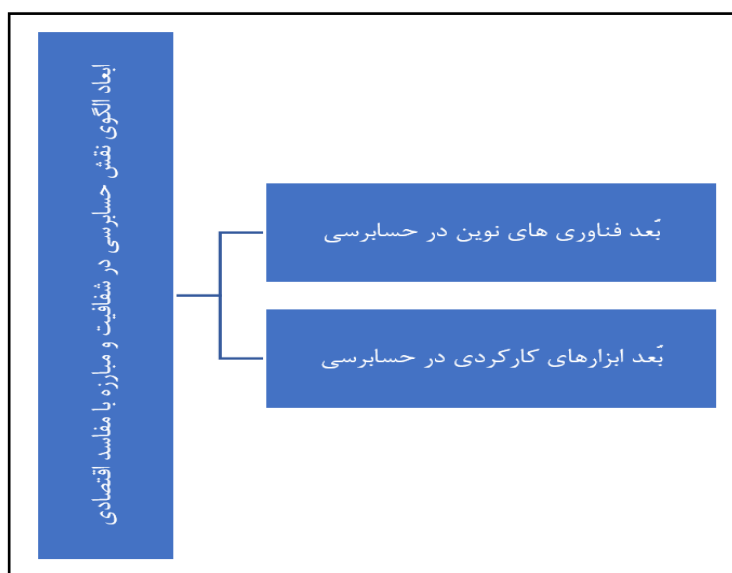 ابعاد الگوی نقش حسابرسی در شفافیت و مبارزه با مفاسد اقتصادی
بُعد فناوری های نوین در حسابرسی
بُعد ابزارهای کارکردی در حسابرسی